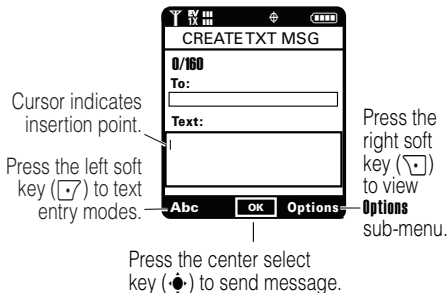 EV
1X
CREATE TXT MSG
0/160
To:
Text:
Abc
OK
Options
Cursor indicates
insertion point.
Press the left soft
key ( ) to text
entry modes.
Press the
right soft
key ( )
to view
Options
sub-menu.
Press the center select
key ( ) to send message.